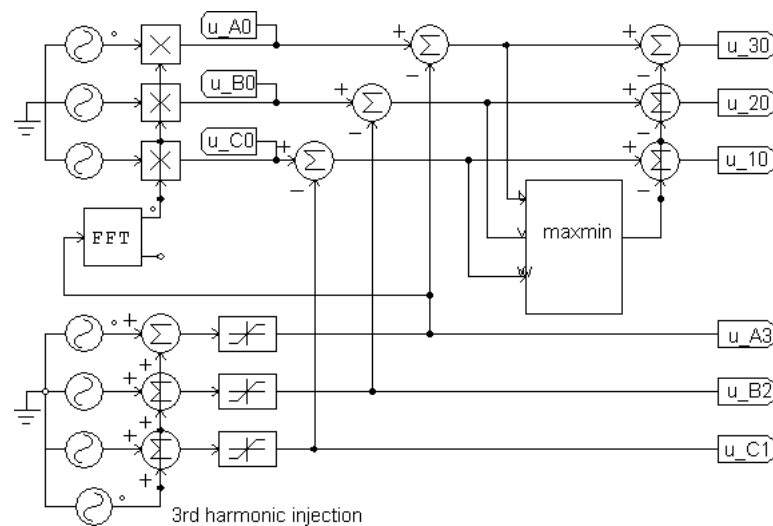 u_A0
u_30
u_B0
u_20
u_C0
u_10
u
v
w
maxmin
FFT
u_A3
u_B2
u_C1
3rd harmonic injection